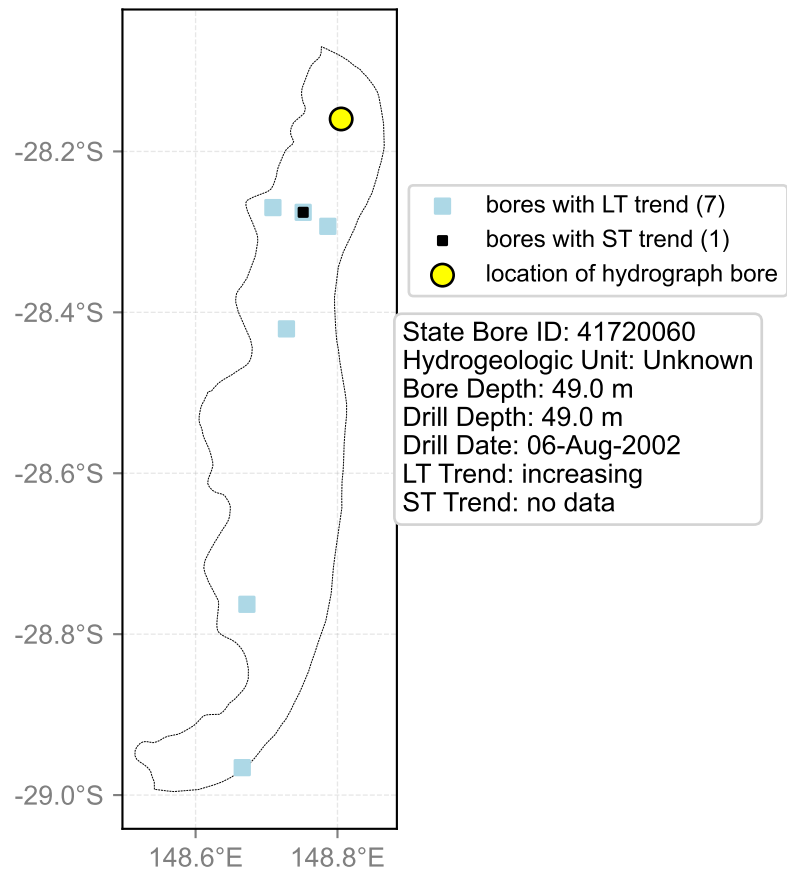 -28.2°S
-28.4°S
-28.6°S
-28.8°S
-29.0°S
148.6°E
148.8°E
bores with LT trend (7)
bores with ST trend (1)
location of hydrograph bore
State Bore ID: 41720060
Hydrogeologic Unit: Unknown
Bore Depth: 49.0 m
Drill Depth: 49.0 m
Drill Date: 06-Aug-2002
LT Trend: increasing
ST Trend: no data